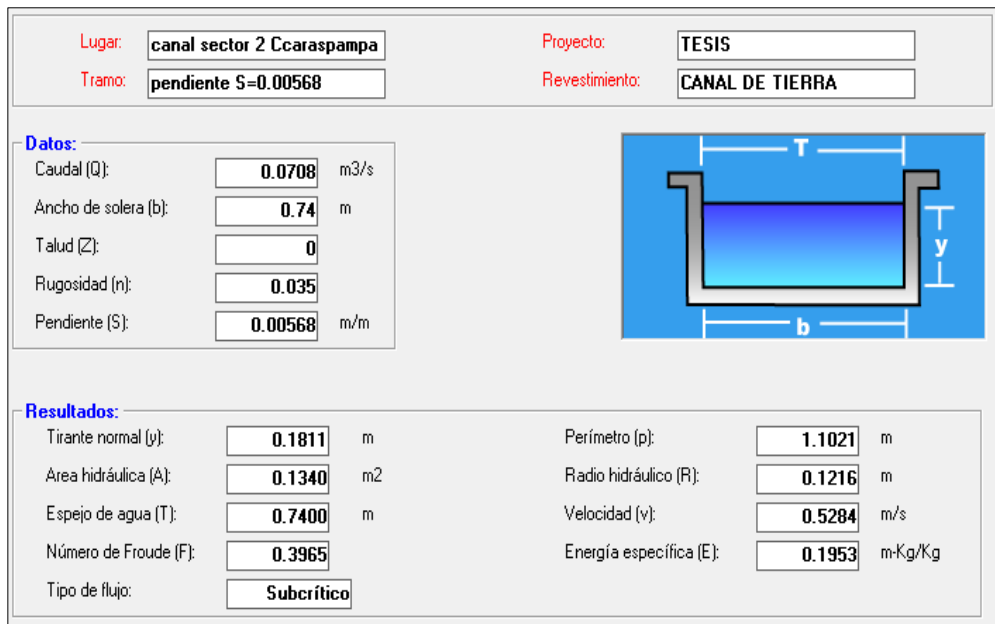 Lugar: canal sector 2 Ccaraspampa Proyecto: TESIS
Tramo: pendiente S=0.00568 Revestimiento: CANAL DE TIERRA
Datos:
Caudal (Q): 0.0708 m3/s
Ancho de solera (b): 0.74 m
Talud (Z): 0
Rugosidad (n): 0.035
Pendiente (S): 0.00568 m/m
T
y
b
Resultados:
Tirante normal (y): 0.1811 m Perímetro (p): 1.1021 m
Area hidráulica (A): 0.1340 m2 Radio hidráulico (R): 0.1216 m
Espejo de agua (T): 0.7400 m Velocidad (v): 0.5284 m/s
Número de Froude (F): 0.3965 Energía específica (E): 0.1953 m-Kg/Kg
Tipo de flujo: Subcrítico